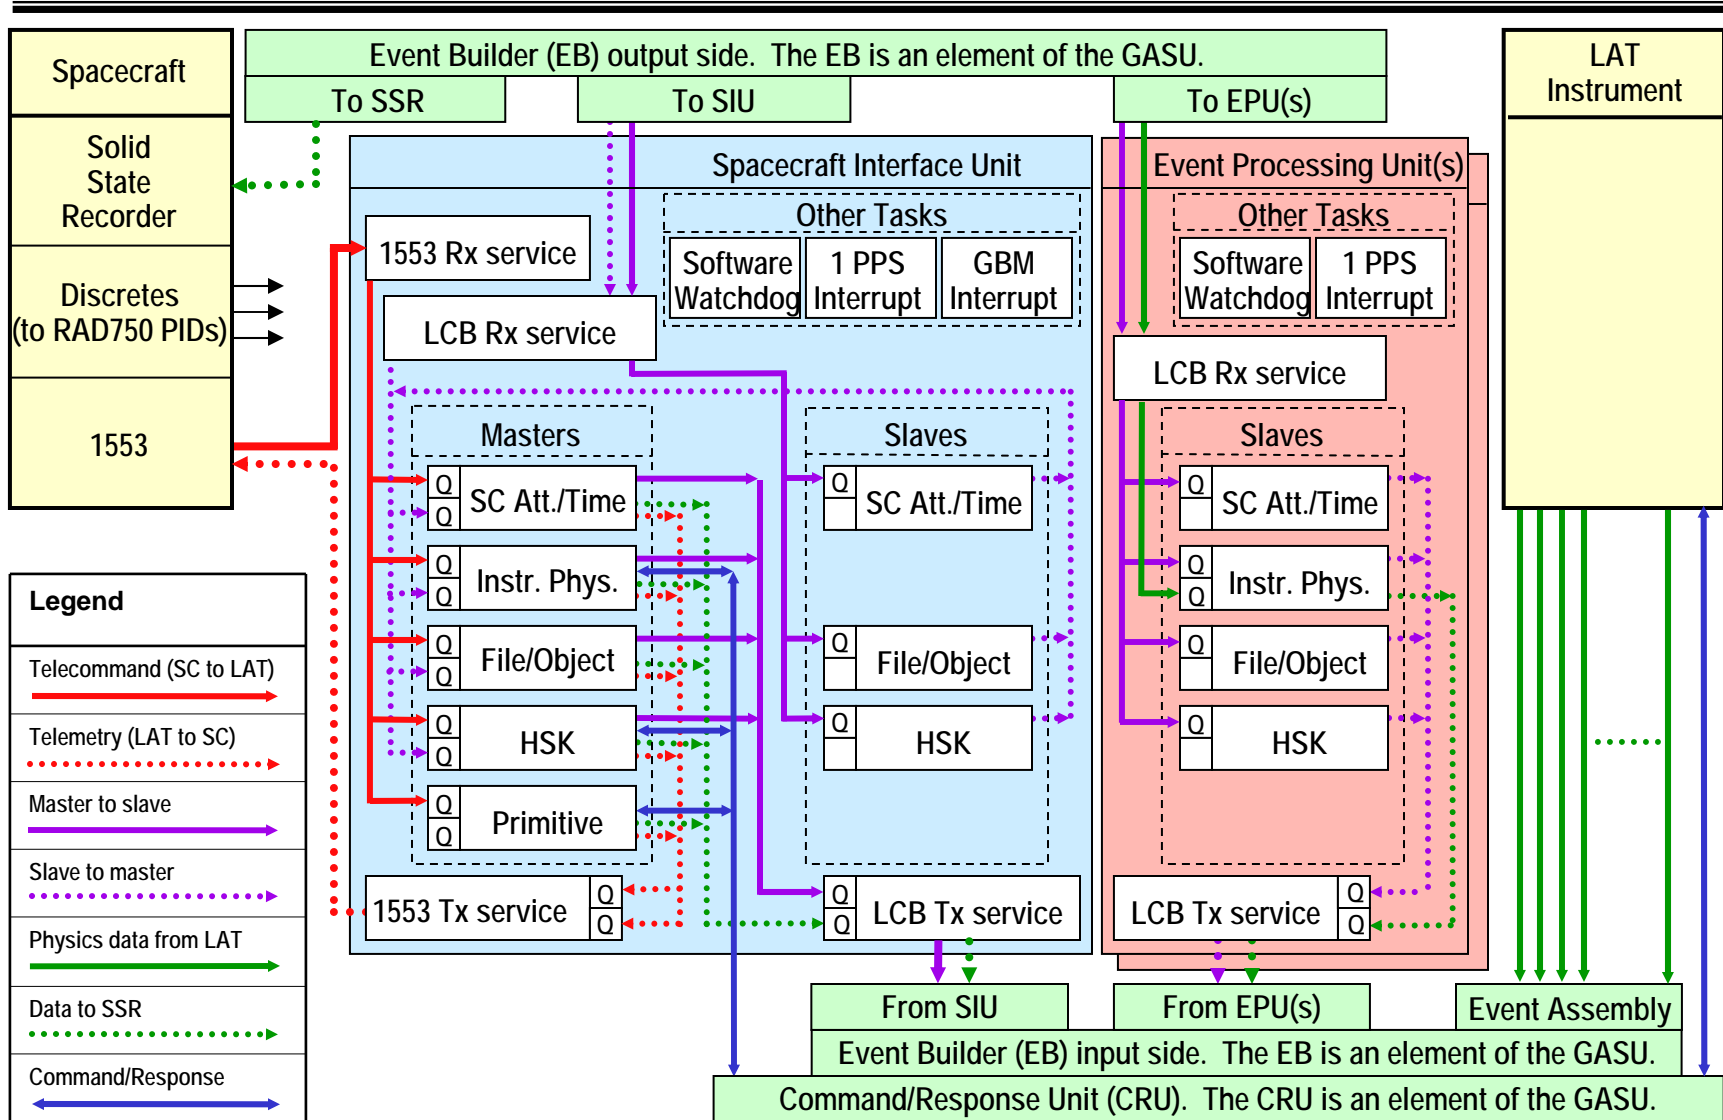 Event Builder (EB) output side.  The EB is an element of the GASU.
To SSR
To SIU
To EPU(s)
Spacecraft
Solid
State
Recorder
Discretes
(to RAD750 PIDs)
1553
LAT
Instrument
Spacecraft Interface Unit
1553 Rx service
LCB Rx service
Other Tasks
Software
Watchdog
1 PPS
Interrupt
GBM
Interrupt
Masters
Q
Q
SC Att./Time
Q
Q
Instr. Phys.
Q
Q
File/Object
Q
Q
HSK
Q
Q
Primitive
Slaves
Q
SC Att./Time
Q
File/Object
Q
HSK
1553 Tx service
Q
Q
Q
Q
LCB Tx service
Event Processing Unit(s)
Other Tasks
Software
Watchdog
1 PPS
Interrupt
LCB Rx service
Slaves
Q
SC Att./Time
Q
Q
Instr. Phys.
Q
File/Object
Q
HSK
LCB Tx service
Q
Q
Legend
Telecommand (SC to LAT)
Telemetry (LAT to SC)
Master to slave
Slave to master
Physics data from LAT
Data to SSR
Command/Response
From SIU
From EPU(s)
Event Assembly
Event Builder (EB) input side.  The EB is an element of the GASU.
Command/Response Unit (CRU).  The CRU is an element of the GASU.